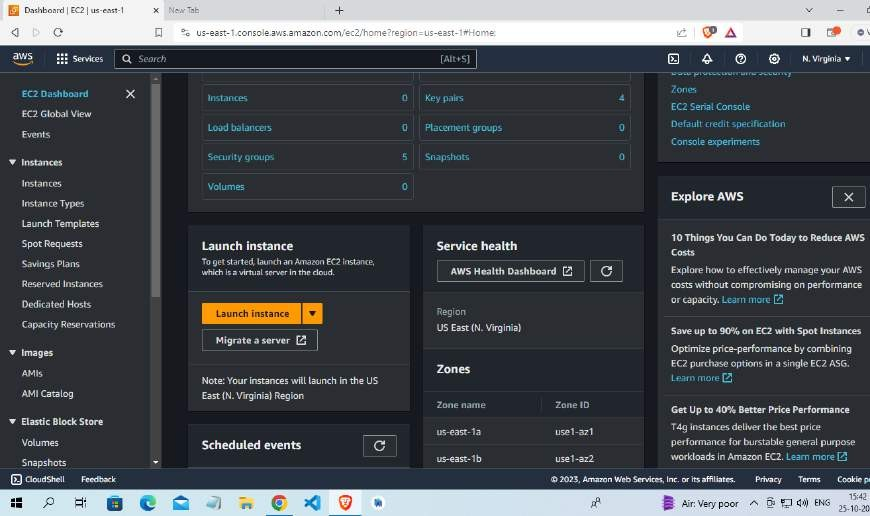 Dashboard | EC2 | us-east-1
New Tab
us-east-1.console.aws.amazon.com/ec2/home?region=us-east-1#Home:
aws
Services
Search
[Alt+S]
N. Virginia
EC2 Dashboard
EC2 Global View
Events
Instances
Instances
Instance Types
Launch Templates
Spot Requests
Savings Plans
Reserved Instances
Dedicated Hosts
Capacity Reservations
Images
AMIs
AMI Catalog
Elastic Block Store
Volumes
Snapshots
Instances 0
Key pairs 4
Load balancers 0
Placement groups 0
Security groups 5
Snapshots 0
Volumes 0
Launch instance
To get started, launch an Amazon EC2 instance,
which is a virtual server in the cloud.
Launch instance
Migrate a server
Note: Your instances will launch in the US
East (N. Virginia) Region
Scheduled events
Service health
AWS Health Dashboard
Region
US East (N. Virginia)
Zones
Zone name Zone ID
us-east-1a use1-az1
us-east-1b use1-az2
Data protection and security
Zones
EC2 Serial Console
Default credit specification
Console experiments
Explore AWS
10 Things You Can Do Today to Reduce AWS
Costs
Explore how to effectively manage your AWS
costs without compromising on performance
or capacity. Learn more
Save up to 90% on EC2 with Spot Instances
Optimize price-performance by combining
EC2 purchase options in a single EC2 ASG.
Learn more
Get Up to 40% Better Price Performance
T4g instances deliver the best price
performance for burstable general purpose
workloads in Amazon EC2. Learn more
CloudShell
Feedback
© 2023, Amazon Web Services, Inc. or its affiliates.
Privacy
Terms
Cookie
Air: Very poor
ENG
15:42
25-10-20